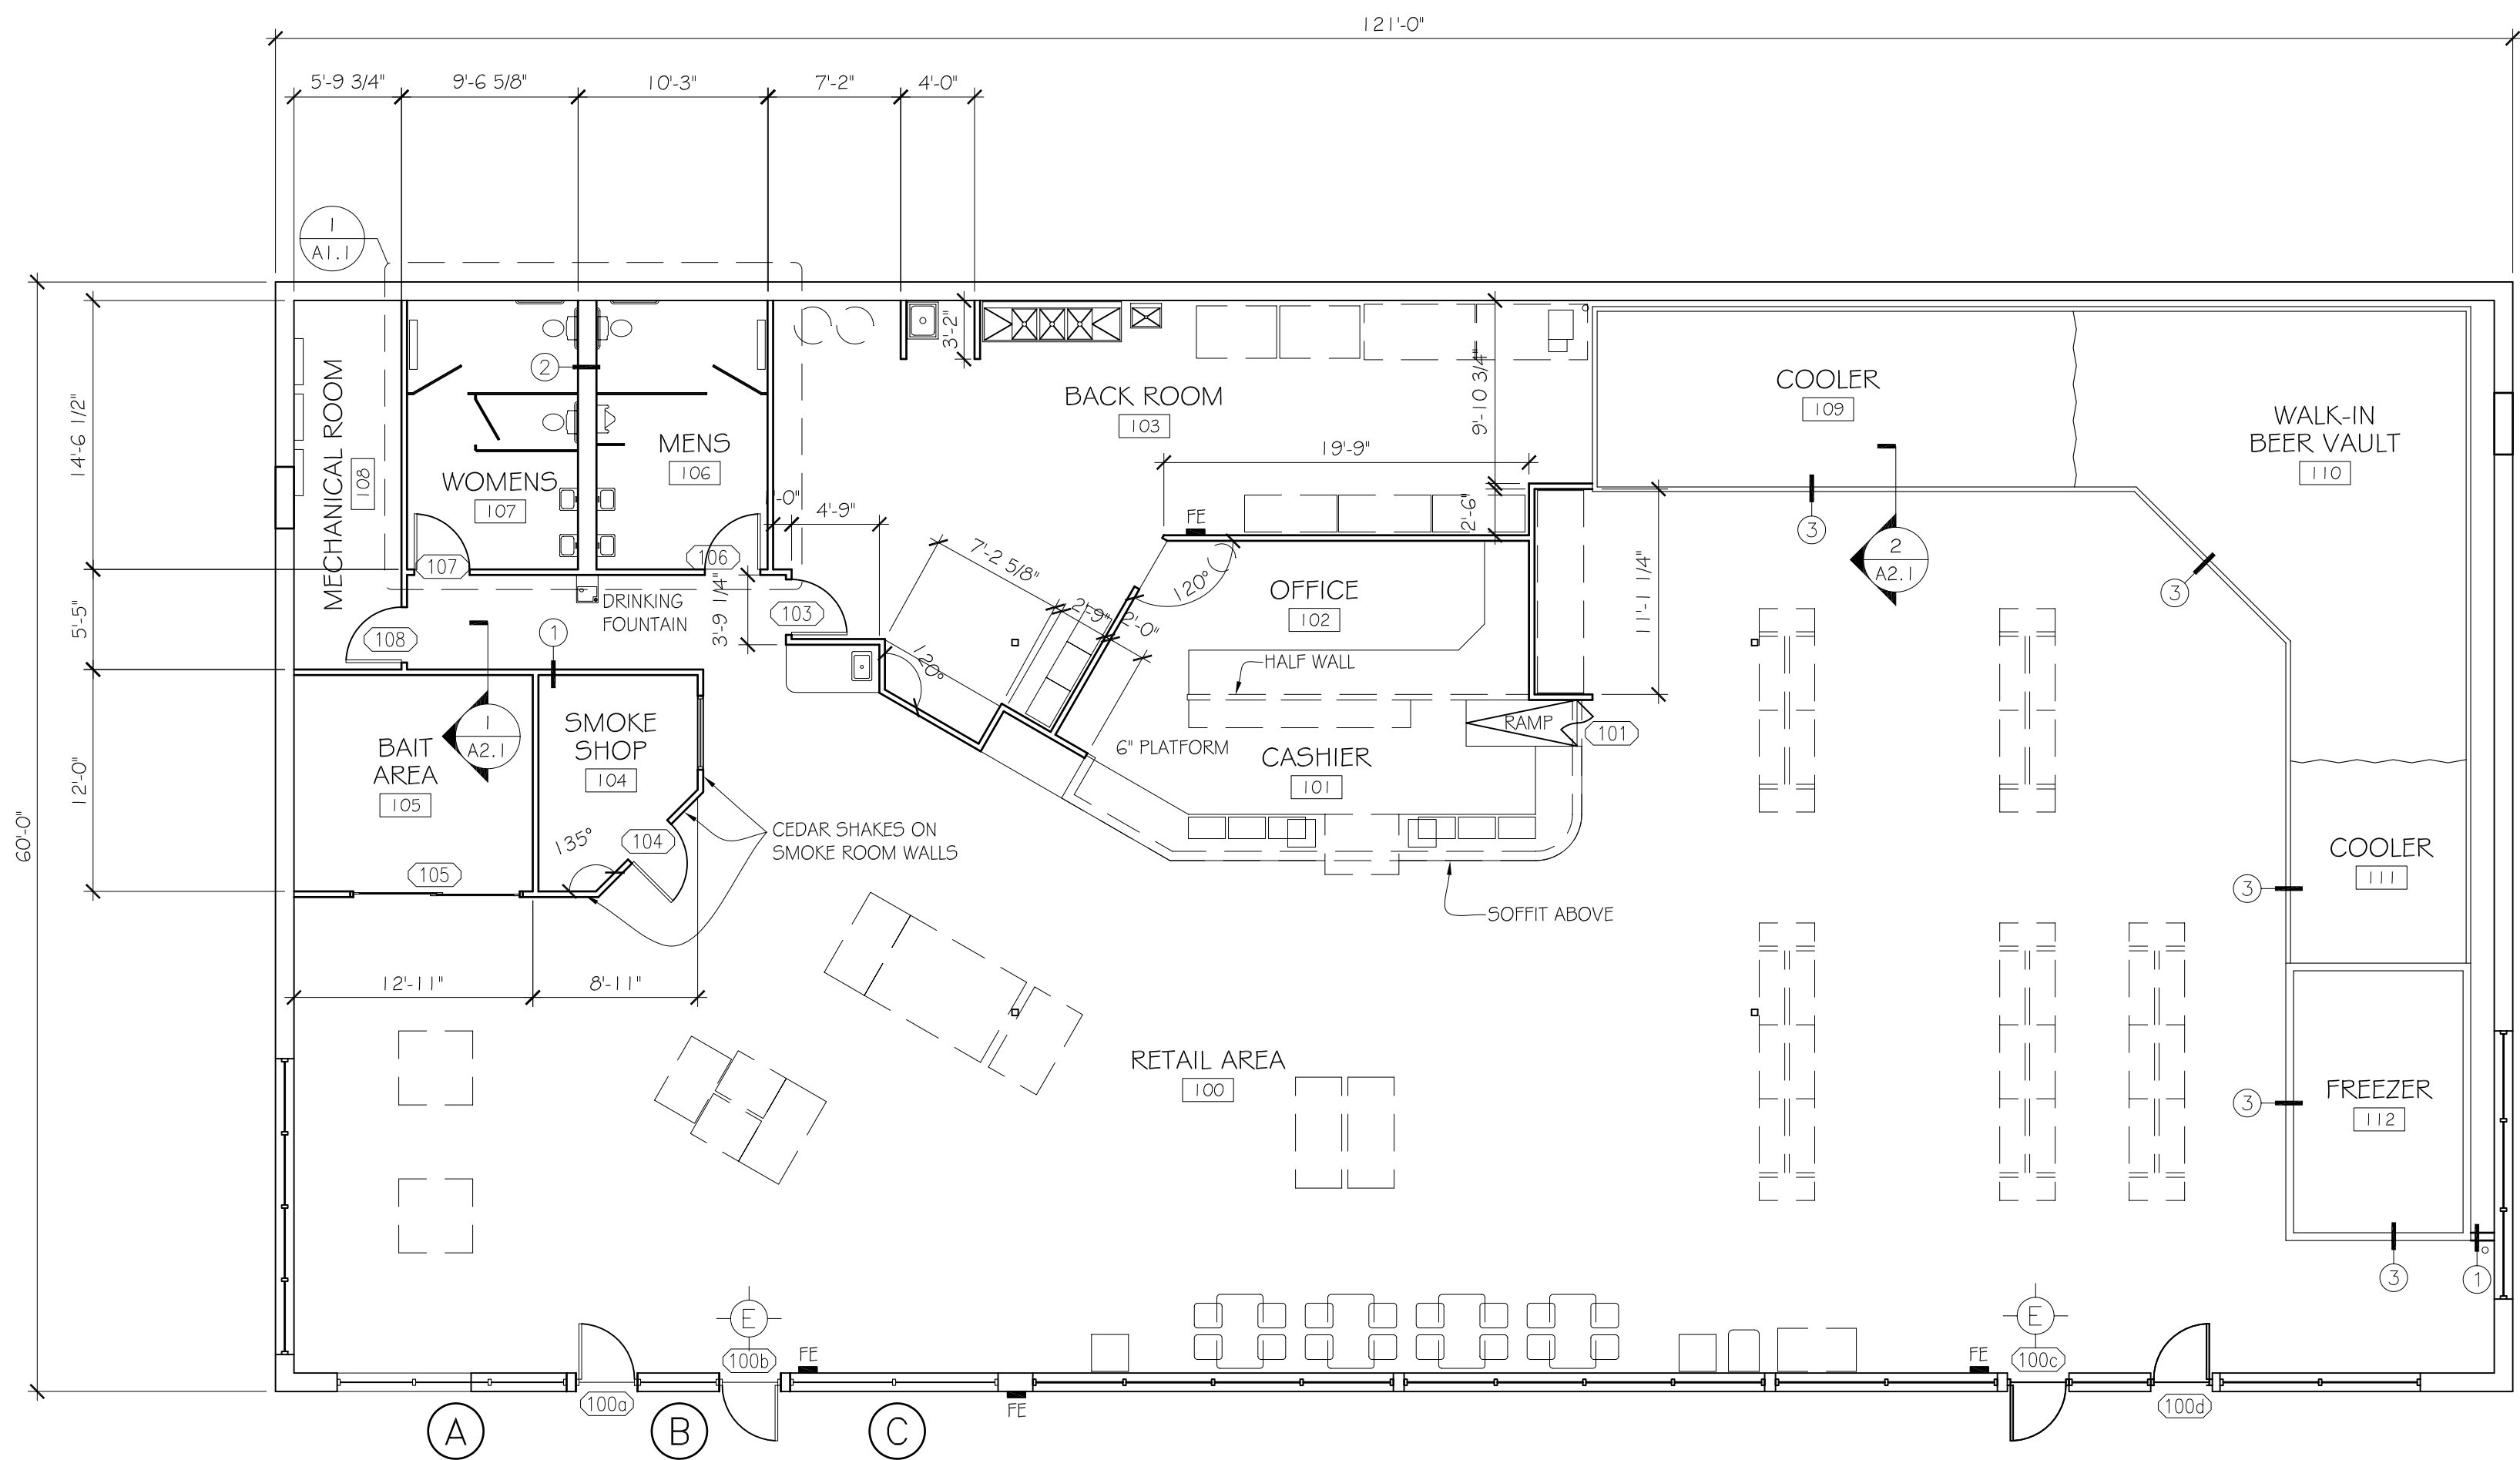 121'-0"
5'-9 3/4"
9'-6 5/8"
10'-3"
7'-2"
4'-0"
1
A1.1
3'-2"
9'-10 3/4"
14'-6 1/2"
5'-5"
12'-0"
60'-0"
MECHANICAL ROOM
108
2
WOMENS
107
MENS
106
BACK ROOM
103
COOLER
109
WALK-IN
BEER VAULT
110
19'-9"
2'-6"
-0"
4'-9"
FE
3
2
A2.1
3
107
106
7'-2 5/8"
120°
OFFICE
102
11'-1 1/4"
DRINKING
FOUNTAIN
3'-9 1/4"
103
2'-9"
2'-0"
108
1
120°
HALF WALL
BAIT
AREA
105
1
A2.1
SMOKE
SHOP
104
6" PLATFORM
RAMP
101
CASHIER
101
135°
104
CEDAR SHAKES ON
SMOKE ROOM WALLS
105
COOLER
111
3
SOFFIT ABOVE
12'-11"
8'-11"
RETAIL AREA
100
FREEZER
112
3
3
1
E
100b
FE
E
100c
FE
100a
FE
100d
A
B
C